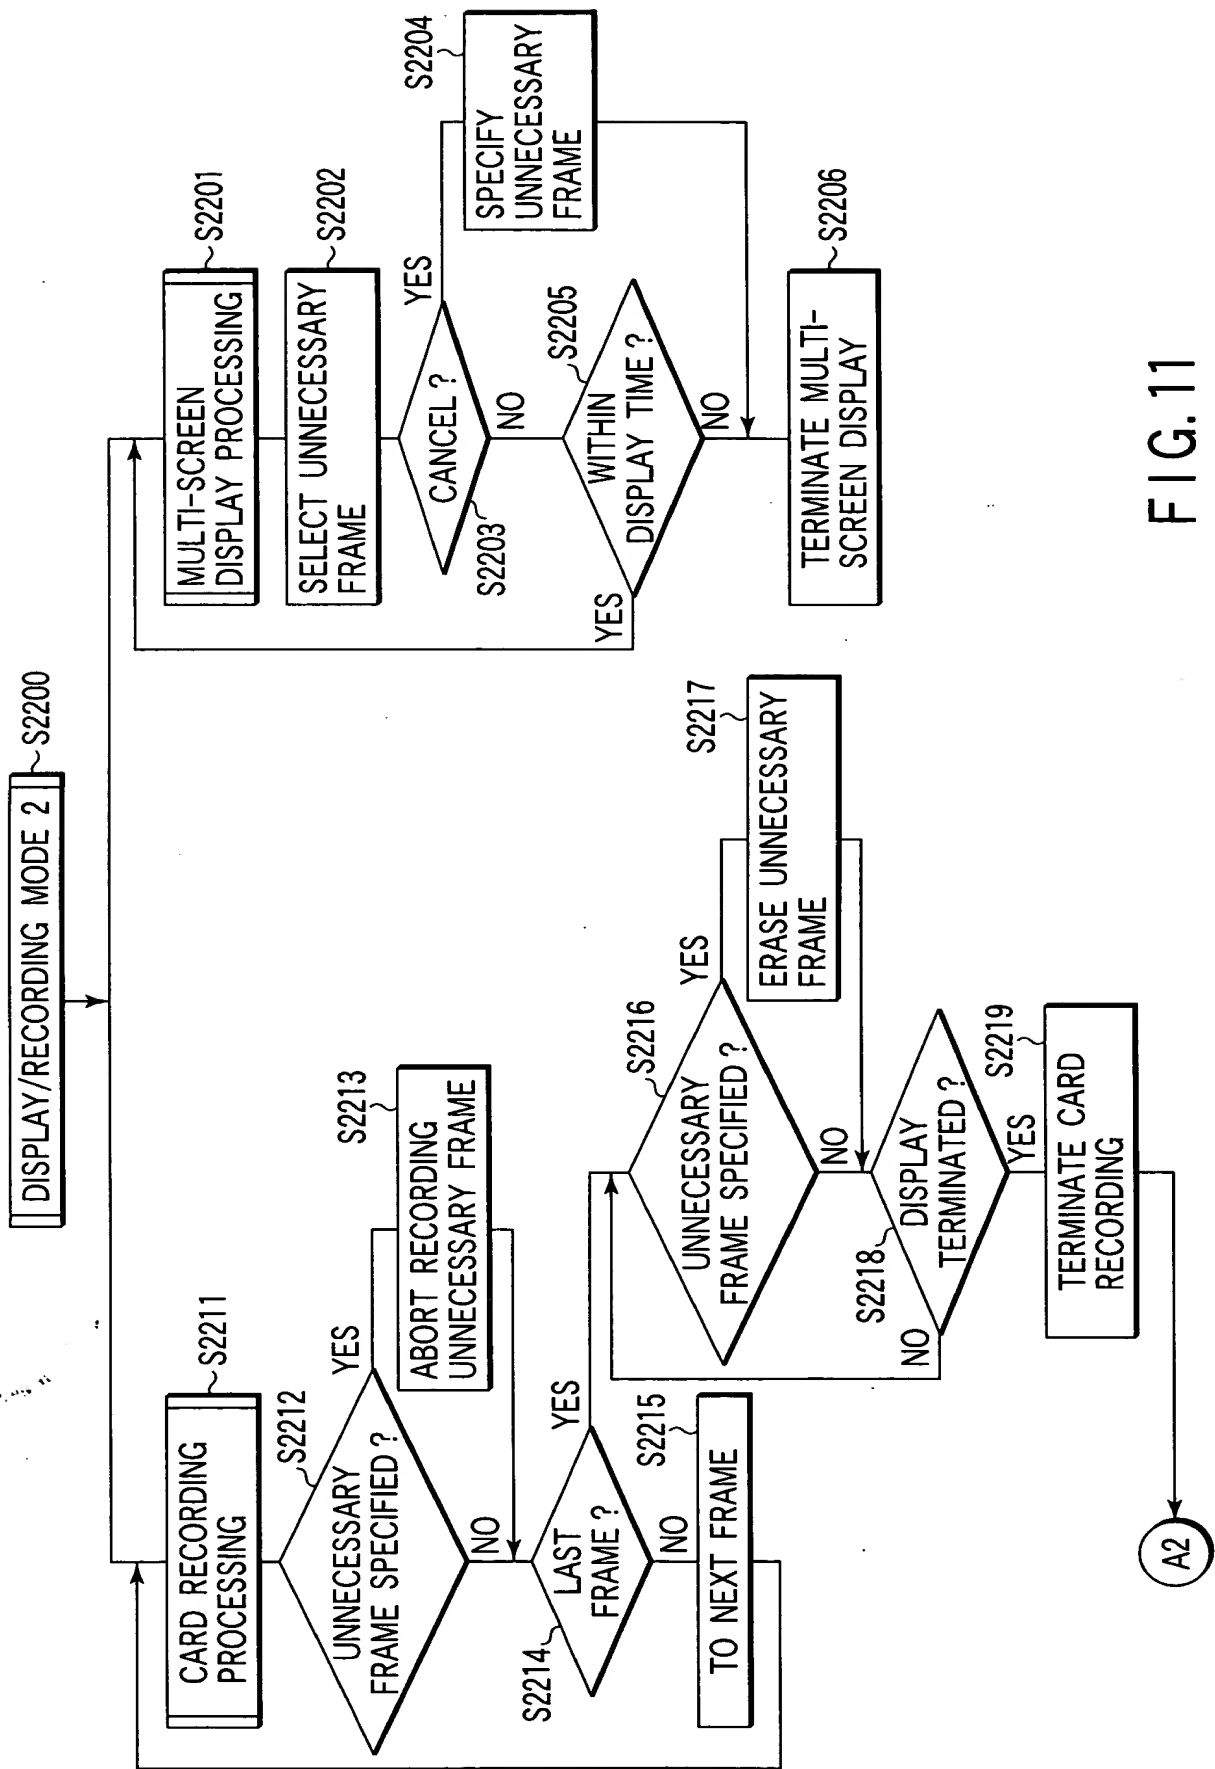 DISPLAY/RECORDING MODE 2
S2200
CARD RECORDING
PROCESSING
S2211
UNNECESSARY
FRAME SPECIFIED ?
S2212
YES
NO
ABORT RECORDING
UNNECESSARY FRAME
S2213
LAST
FRAME ?
S2214
YES
NO
TO NEXT FRAME
S2215
UNNECESSARY
FRAME SPECIFIED ?
S2216
YES
NO
ERASE UNNECESSARY
FRAME
S2217
DISPLAY
TERMINATED ?
S2218
NO
YES
TERMINATE CARD
RECORDING
S2219
A2
MULTI-SCREEN
DISPLAY PROCESSING
S2201
SELECT UNNECESSARY
FRAME
S2202
CANCEL ?
S2203
YES
NO
SPECIFY
UNNECESSARY
FRAME
S2204
WITHIN
DISPLAY TIME ?
S2205
YES
NO
TERMINATE MULTI-
SCREEN DISPLAY
S2206
FIG.11